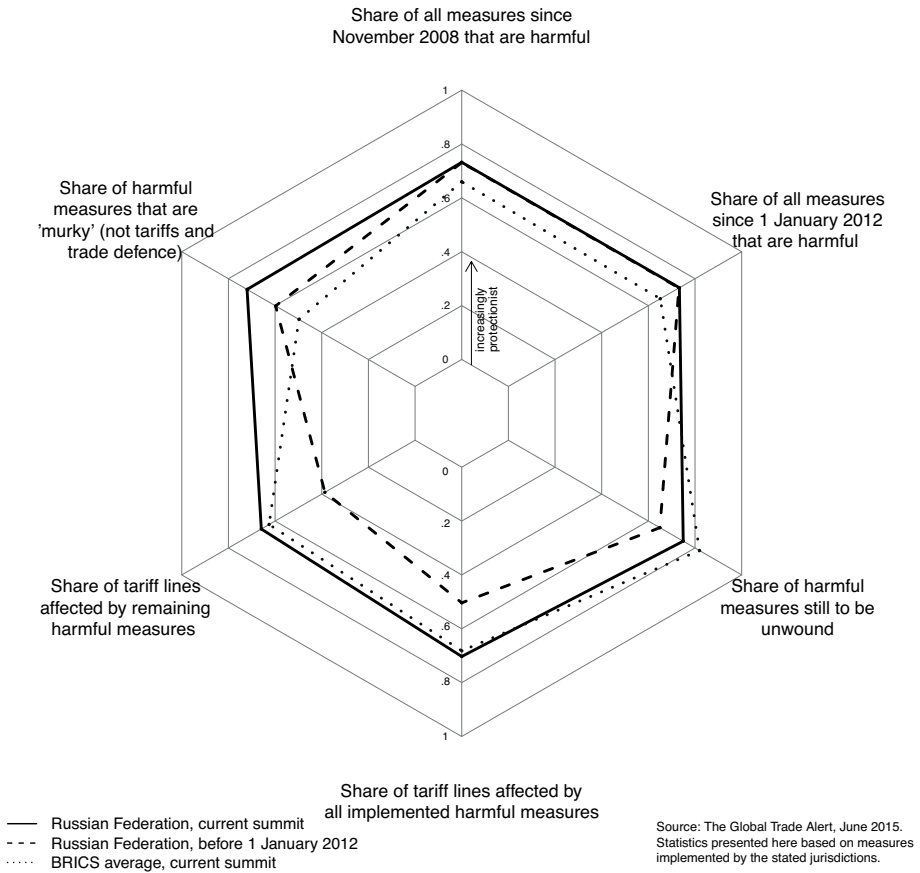 Share of all measures since
November 2008 that are harmful
1
.8
.6
.4
.2
0
increasingly
protectionist
Share of harmful
measures that are
'murky' (not tariffs and
trade defence)
Share of all measures
since 1 January 2012
that are harmful
0
.2
.4
.6
.8
1
Share of tariff lines
affected by remaining
harmful measures
Share of harmful
measures still to be
unwound
Share of tariff lines affected by
all implemented harmful measures
Russian Federation, current summit
Russian Federation, before 1 January 2012
BRICS average, current summit
Source: The Global Trade Alert, June 2015.
Statistics presented here based on measures
implemented by the stated jurisdictions.